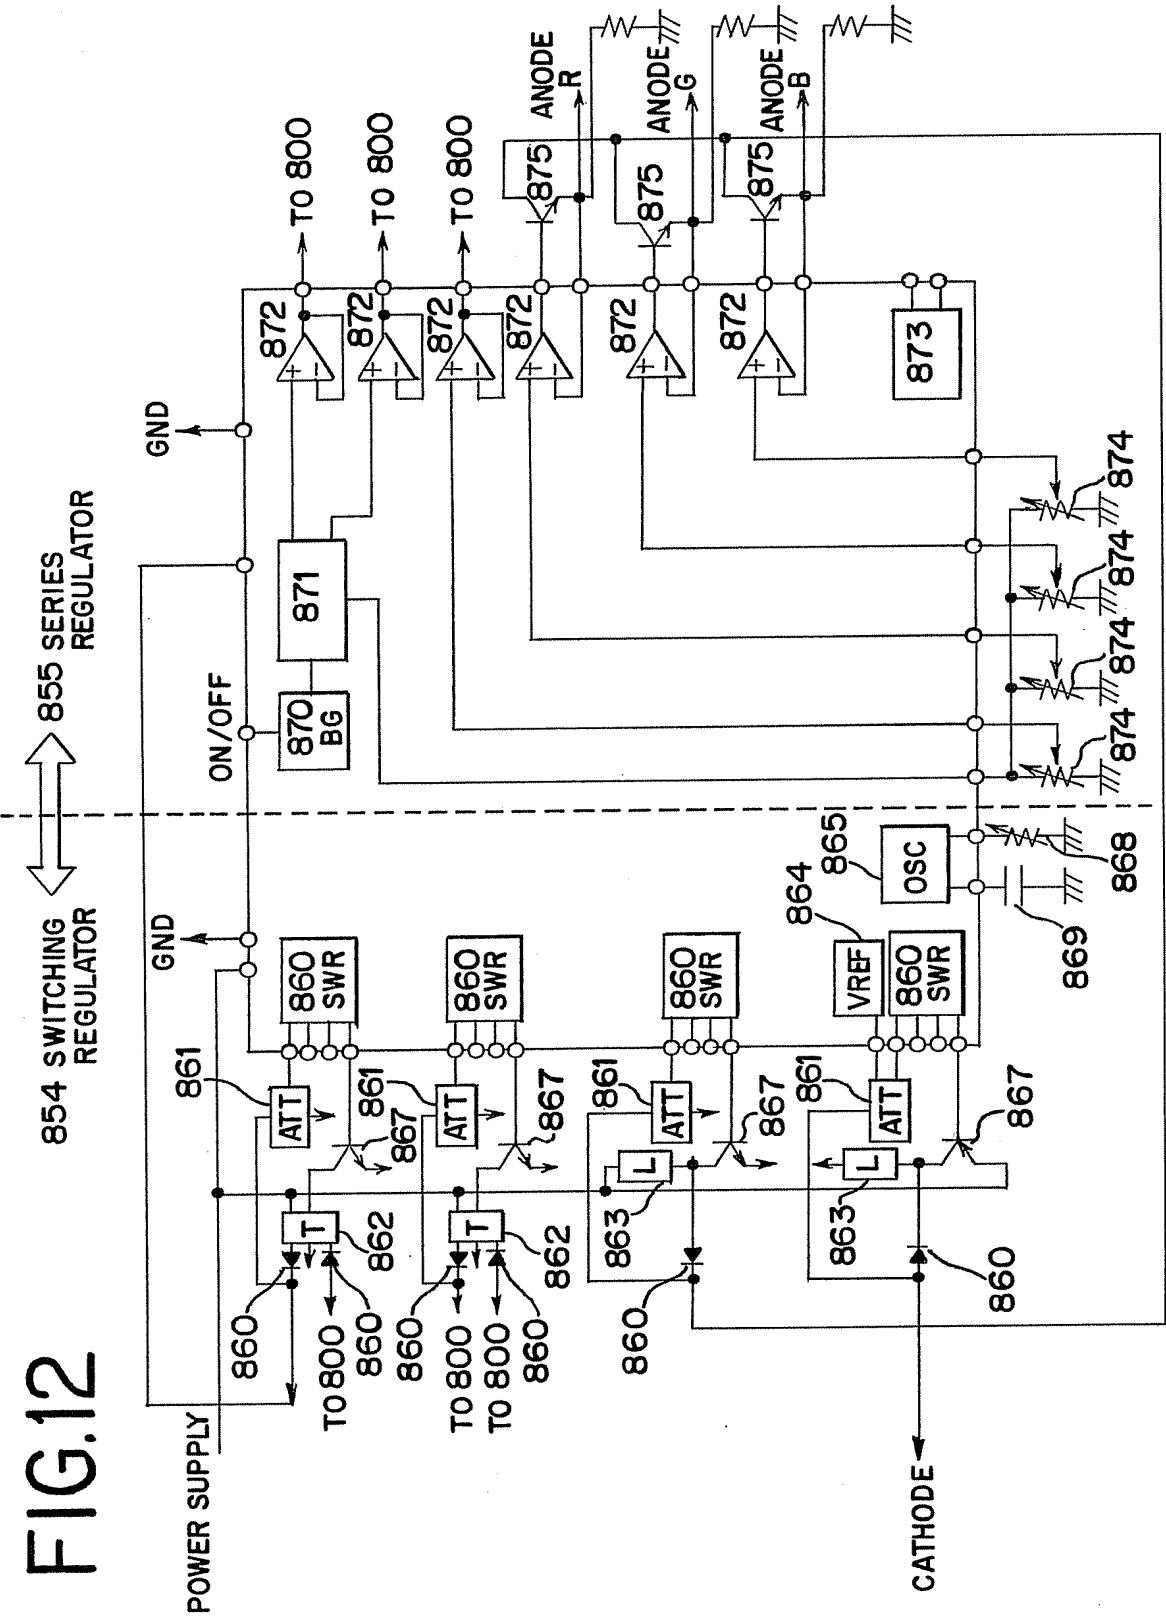 FIG.12
854 SWITCHING
REGULATOR
855 SERIES
REGULATOR
POWER SUPPLY
GND
ON/OFF
GND
860
TO 800
860
862
T
867
861
ATT
860
SWR
870
BG
871
872
TO 800
872
TO 800
872
TO 800
860
TO 800
TO 800
860
862
T
867
861
ATT
860
SWR
872
875
ANODE
R
872
875
ANODE
G
872
875
ANODE
B
860
863
L
867
861
ATT
860
SWR
873
CATHODE
860
863
L
867
861
ATT
864
VREF
860
SWR
865
OSC
869
868
874
874
874
874